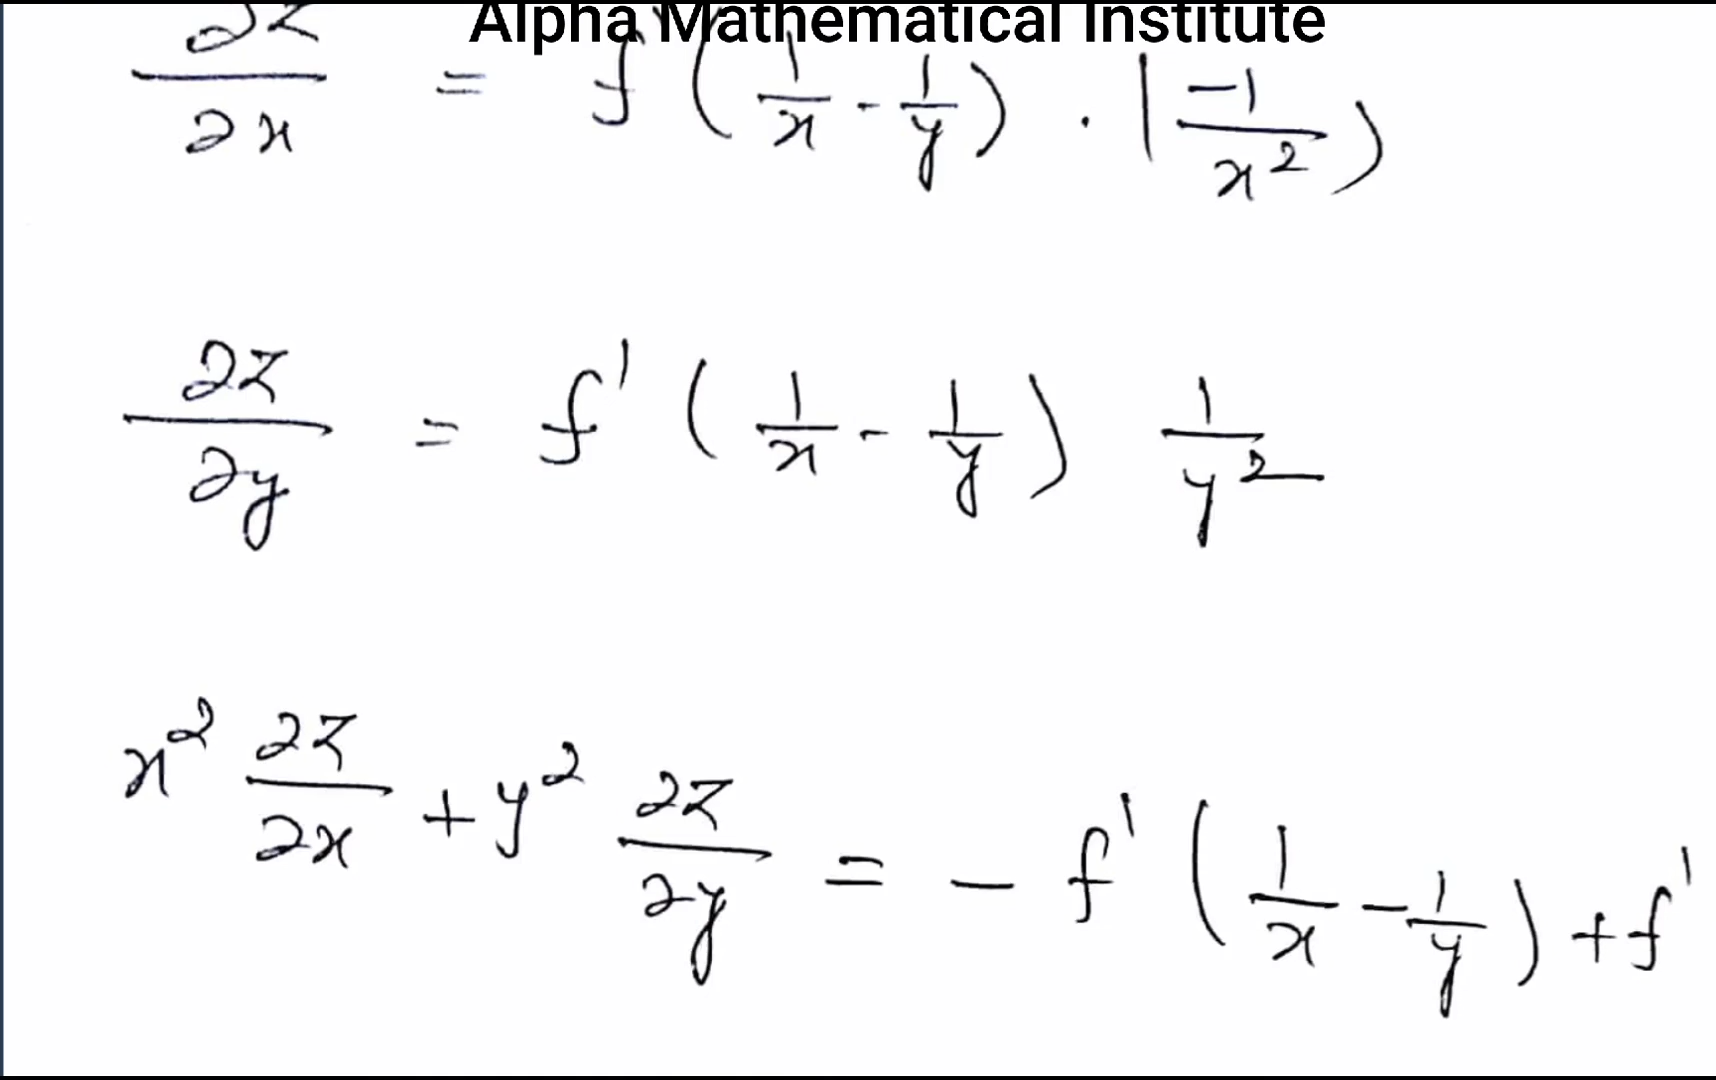 Alpha Mathematical Institute
∂z/∂x = f'(1/x - 1/y) · (-1/x²)
∂z/∂y = f'(1/x - 1/y) 1/y²
x² ∂z/∂x + y² ∂z/∂y = - f'(1/x - 1/y) + f'